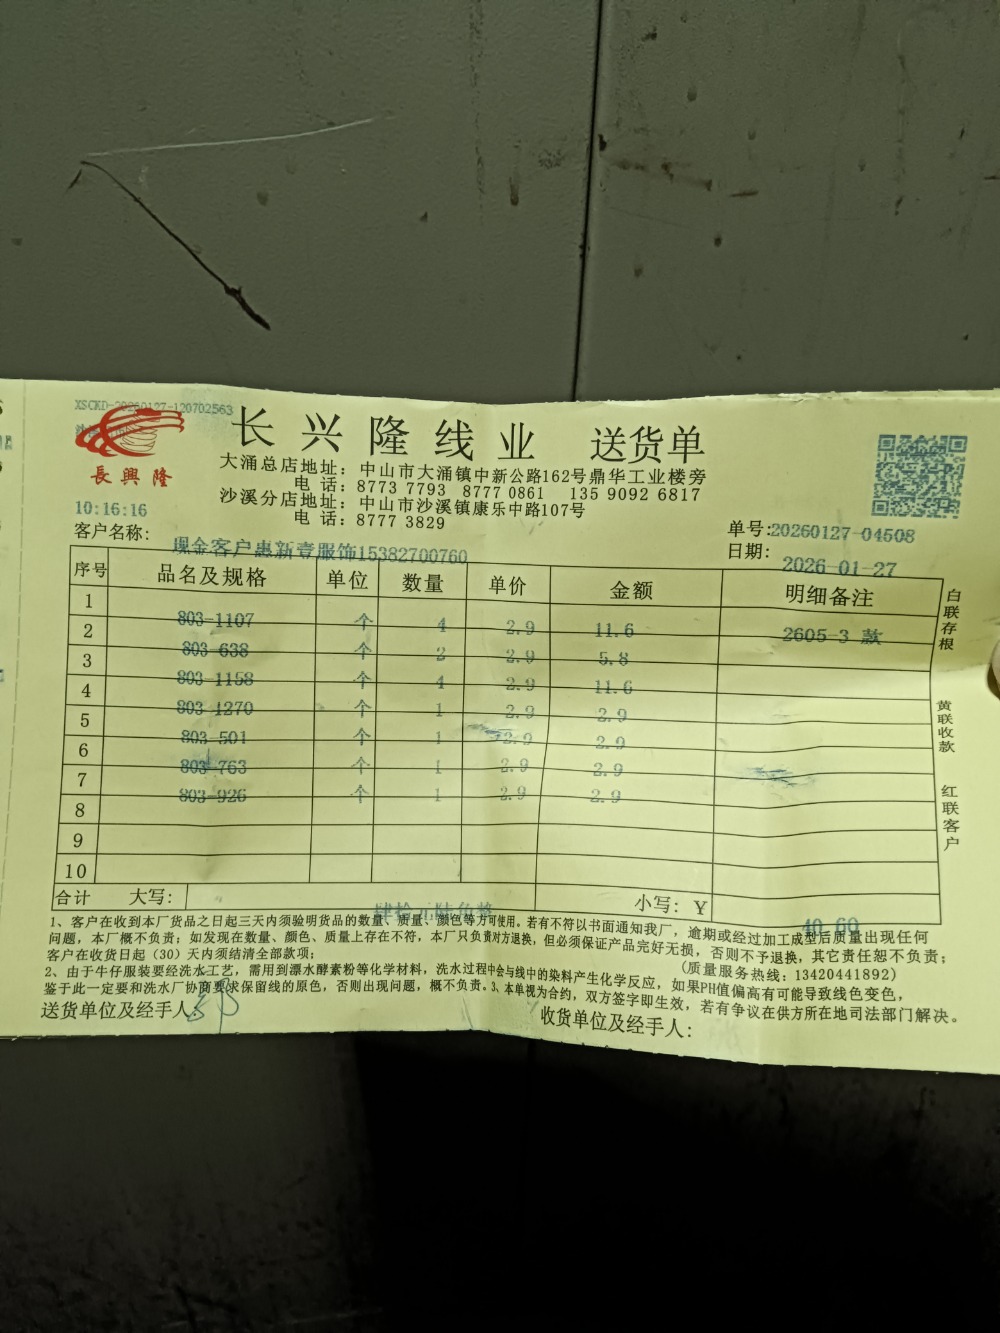 XSCKD-20260127-120702563
長興隆
长兴隆线业 送货单
大涌总店地址：中山市大涌镇中新公路162号鼎华工业楼旁
电 话：8773 7793 8777 0861 135 9092 6817
沙溪分店地址：中山市沙溪镇康乐中路107号
电 话：8777 3829
10:16:16
客户名称：现金客户惠新壹服饰15382700760
单号：20260127-04508
日期：2026-01-27
序号 品名及规格 单位 数量 单价 金额 明细备注
1 803-1107 个 4 2.9 11.6 2605-3 款
2 803-638 个 2 2.9 5.8
3 803-1158 个 4 2.9 11.6
4 803-1270 个 1 2.9 2.9
5 803-501 个 1 2.9 2.9
6 803-763 个 1 2.9 2.9
7 803-926 个 1 2.9 2.9
8
9
10
合计 大写：肆拾元陆角整 小写：￥40.60
白联存根
黄联收款
红联客户
1、客户在收到本厂货品之日起三天内须验明货品的数量、质量、颜色等方可使用。若有不符以书面通知我厂，逾期或经过加工成型后质量出现任何
问题，本厂概不负责；如发现在数量、颜色、质量上存在不符，本厂只负责对方退换，但必须保证产品完好无损，否则不予退换，其它责任恕不负责；
客户在收货日起（30）天内须结清全部款项； (质量服务热线：13420441892)
2、由于牛仔服装要经洗水工艺，需用到漂水酵素粉等化学材料，洗水过程中会与线中的染料产生化学反应，如果PH值偏高有可能导致线色变色，
鉴于此一定要和洗水厂协商要求保留线的原色，否则出现问题，概不负责。3、本单视为合约，双方签字即生效，若有争议在供方所在地司法部门解决。
送货单位及经手人：
收货单位及经手人：